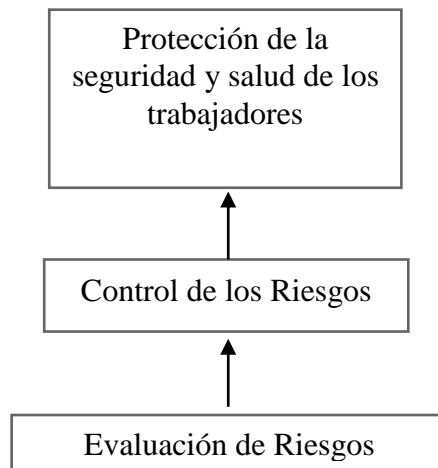 Protección de la
seguridad y salud de los
trabajadores
Control de los Riesgos
Evaluación de Riesgos